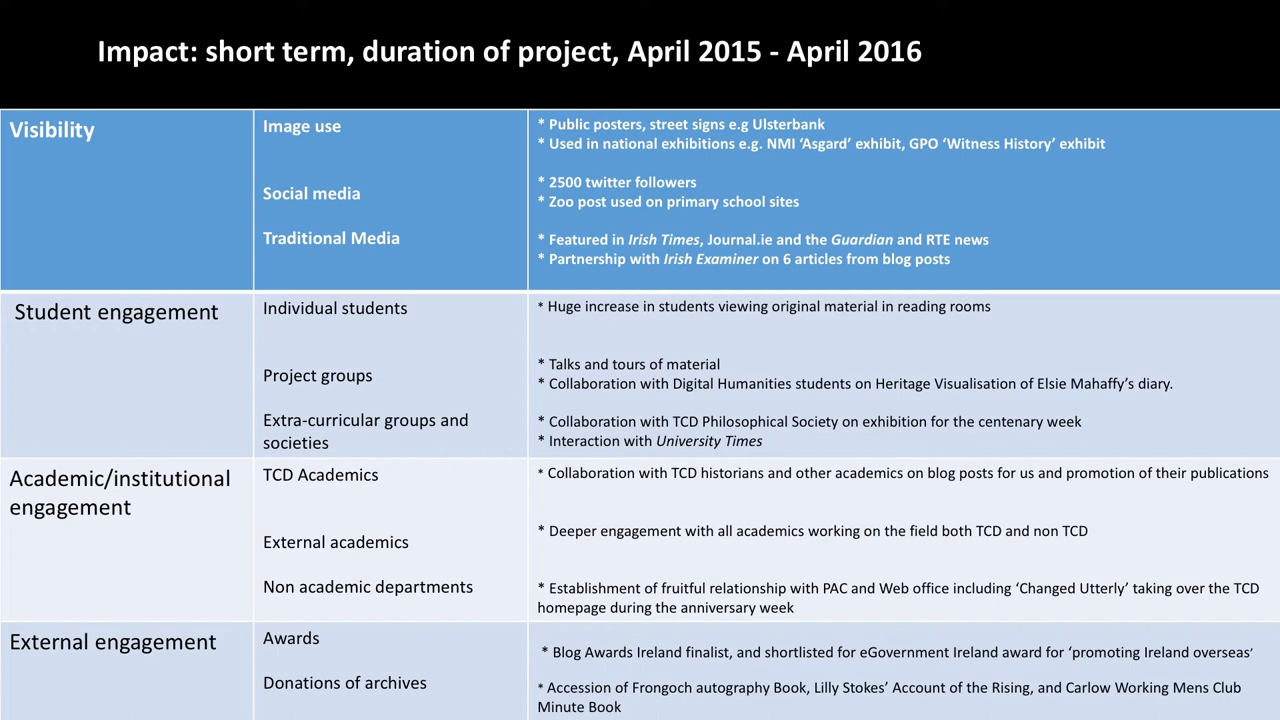 Impact: short term, duration of project, April 2015 - April 2016
Visibility
Image use
* Public posters, street signs e.g Ulsterbank
* Used in national exhibitions e.g. NMI ‘Asgard’ exhibit, GPO ‘Witness History’ exhibit
Social media
* 2500 twitter followers
* Zoo post used on primary school sites
Traditional Media
* Featured in Irish Times, Journal.ie and the Guardian and RTE news
* Partnership with Irish Examiner on 6 articles from blog posts
Student engagement
Individual students
* Huge increase in students viewing original material in reading rooms
Project groups
* Talks and tours of material
* Collaboration with Digital Humanities students on Heritage Visualisation of Elsie Mahaffy’s diary.
Extra-curricular groups and
societies
* Collaboration with TCD Philosophical Society on exhibition for the centenary week
* Interaction with University Times
Academic/institutional
engagement
TCD Academics
* Collaboration with TCD historians and other academics on blog posts for us and promotion of their publications
External academics
* Deeper engagement with all academics working on the field both TCD and non TCD
Non academic departments
* Establishment of fruitful relationship with PAC and Web office including ‘Changed Utterly’ taking over the TCD
homepage during the anniversary week
External engagement
Awards
* Blog Awards Ireland finalist, and shortlisted for eGovernment Ireland award for ‘promoting Ireland overseas’
Donations of archives
* Accession of Frongoch autography Book, Lilly Stokes’ Account of the Rising, and Carlow Working Mens Club
Minute Book